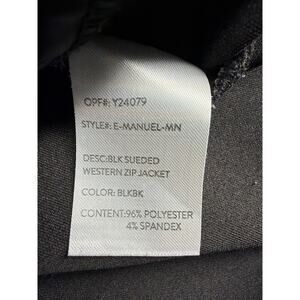 OPF#: Y24079
STYLE#: E-MANUEL-MN
DESC:BLK SUEDED
WESTERN ZIP JACKET
COLOR: BLKBK
CONTENT:96% POLYESTER
4% SPANDEX